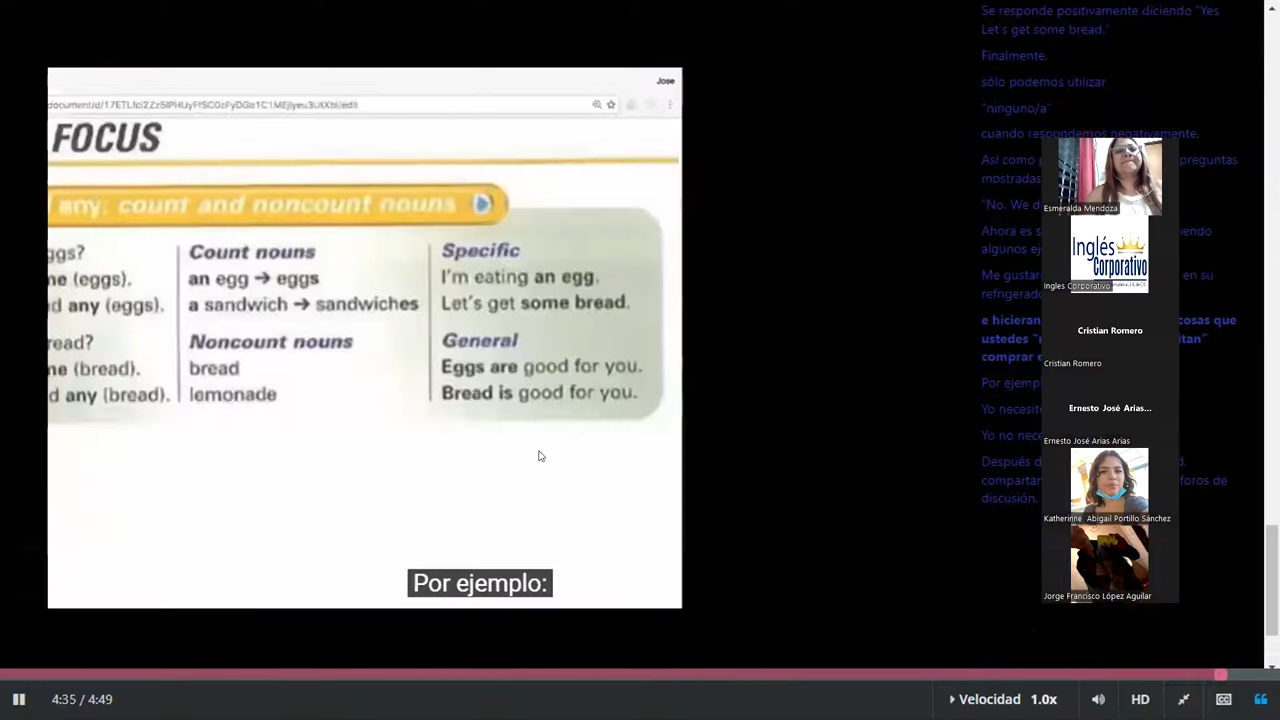 Jose
FOCUS
any: count and noncount nouns
ggs?
Count nouns
Specific
ne (eggs).
an egg → eggs
I'm eating an egg.
d any (eggs).
a sandwich → sandwiches
Let's get some bread.
read?
Noncount nouns
General
ne (bread).
bread
Eggs are good for you.
d any (bread).
lemonade
Bread is good for you.
Por ejemplo:
Se responde positivamente diciendo "Yes.
Let s get some bread."
Finalmente,
sólo podemos utilizar
"ninguno/a"
cuando respondemos negativamente.
Así como p
preguntas
mostradas
"No. We d
Ahora es s
iendo
algunos ej
Me gustar
en su
refrigerado
e hicieran
cosas que
ustedes "n
itan"
comprar e
Por ejemp
Yo necesit
Yo no nece
Después d
d,
compartan
foros de
discusión.
Esmeralda Mendoza
Inglés
Corporativo
Ingles Corporativo
Cristian Romero
Cristian Romero
Ernesto José Arias...
Ernesto José Arias Arias
Katherinne Abigail Portillo Sánchez
Jorge Francisco López Aguilar
4:35 / 4:49
Velocidad 1.0x
HD
CC